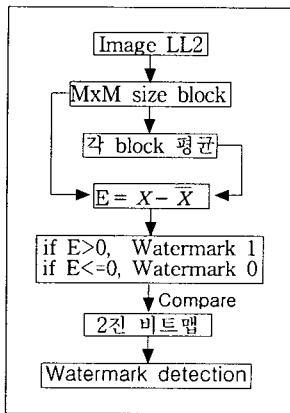 Image LL2
MxM size block
각 block 평균
E = X - X̅
if E>0, Watermark 1
if E<=0, Watermark 0
Compare
2진 비트맵
Watermark detection